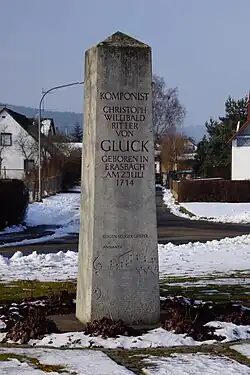 KOMPONIST
CHRISTOPH
WILLIBALD
RITTER
VON
GLUCK
GEBOREN IN
ERASBACH
AM 2 JULI
1714